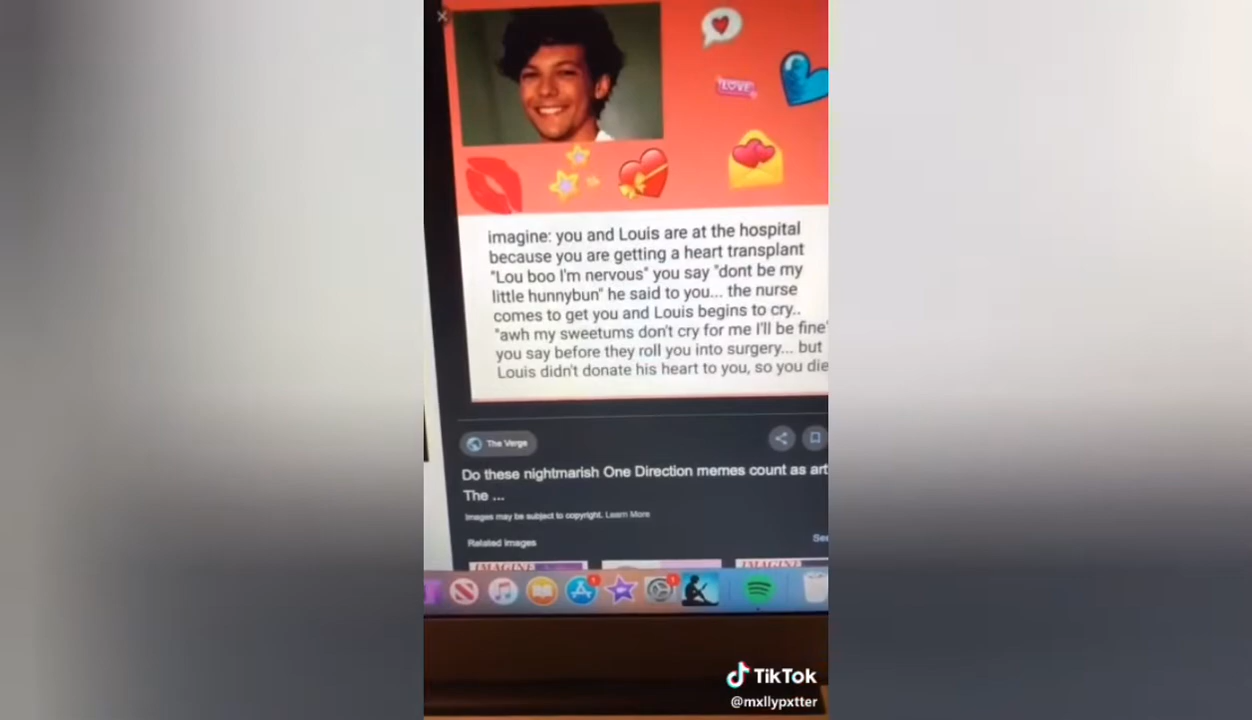 LOVE
imagine: you and Louis are at the hospital
because you are getting a heart transplant
"Lou boo I'm nervous" you say "dont be my
little hunnybun" he said to you... the nurse
comes to get you and Louis begins to cry..
"awh my sweetums don't cry for me I'll be fine"
you say before they roll you into surgery... but
Louis didn't donate his heart to you, so you die
The Verge
Do these nightmarish One Direction memes count as art
The ...
Images may be subject to copyright. Learn More
Related images
See
IMAGINE
IMAGINE
TikTok
@mxllypxtter